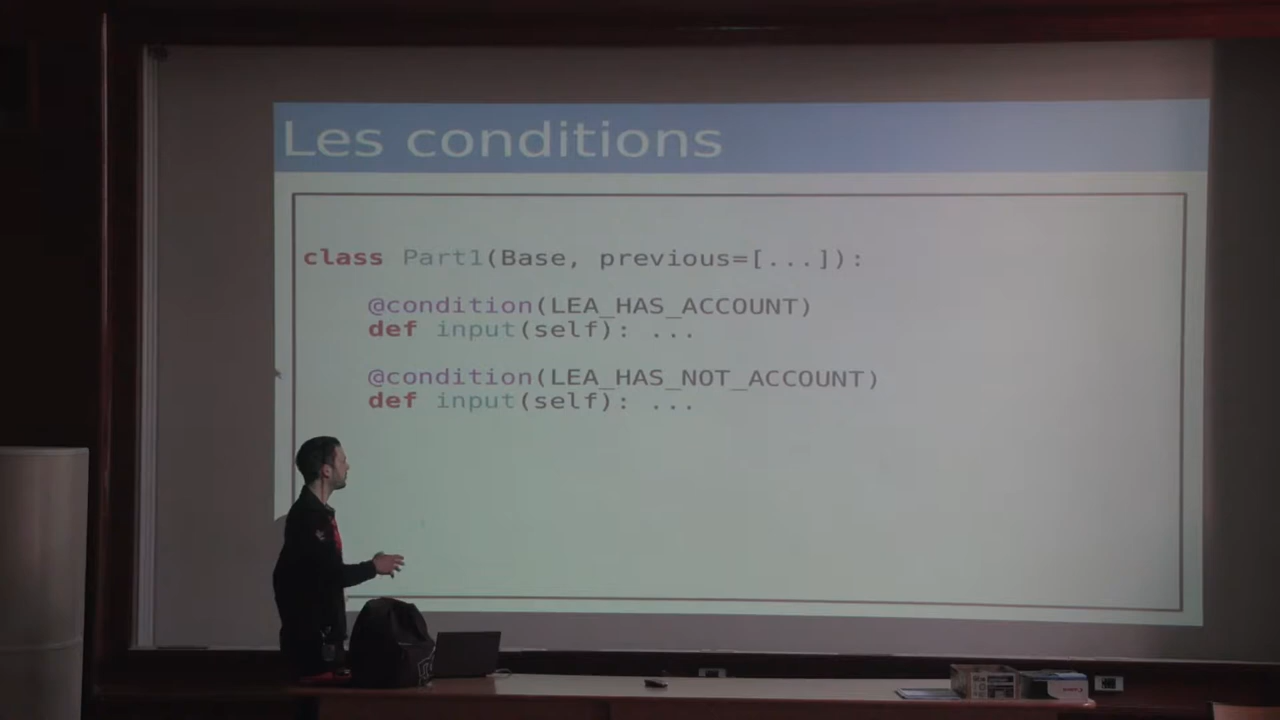 Les conditions
class Part1(Base, previous=[...]):
@condition(LEA_HAS_ACCOUNT)
def input(self): ...
@condition(LEA_HAS_NOT_ACCOUNT)
def input(self): ...